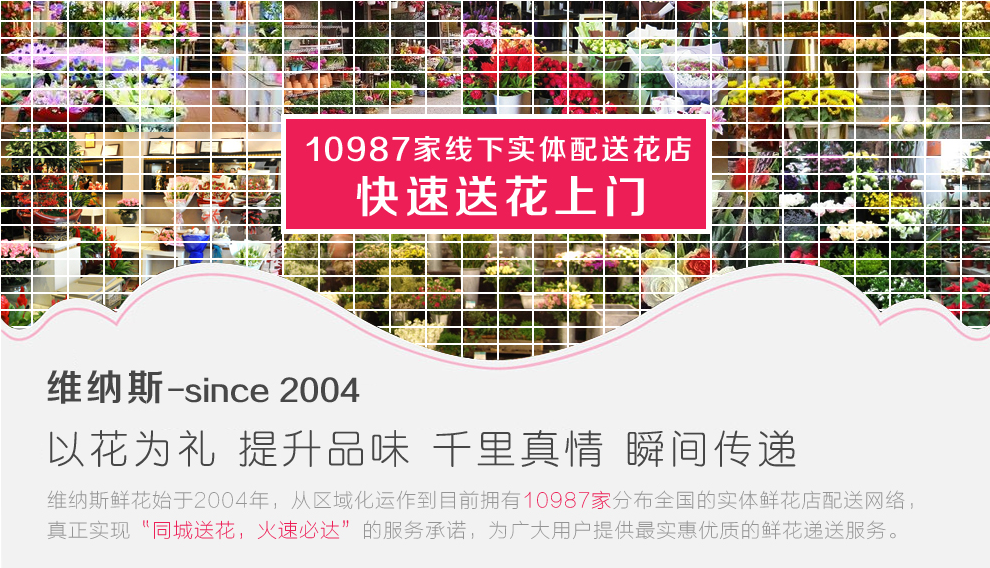 10987家线下实体配送花店
快速送花上门
维纳斯-since 2004
以花为礼 提升品味 千里真情 瞬间传递
维纳斯鲜花始于2004年，从区域化运作到目前拥有10987家分布全国的实体鲜花店配送网络，
真正实现“同城送花，火速必达”的服务承诺，为广大用户提供最实惠优质的鲜花递送服务。